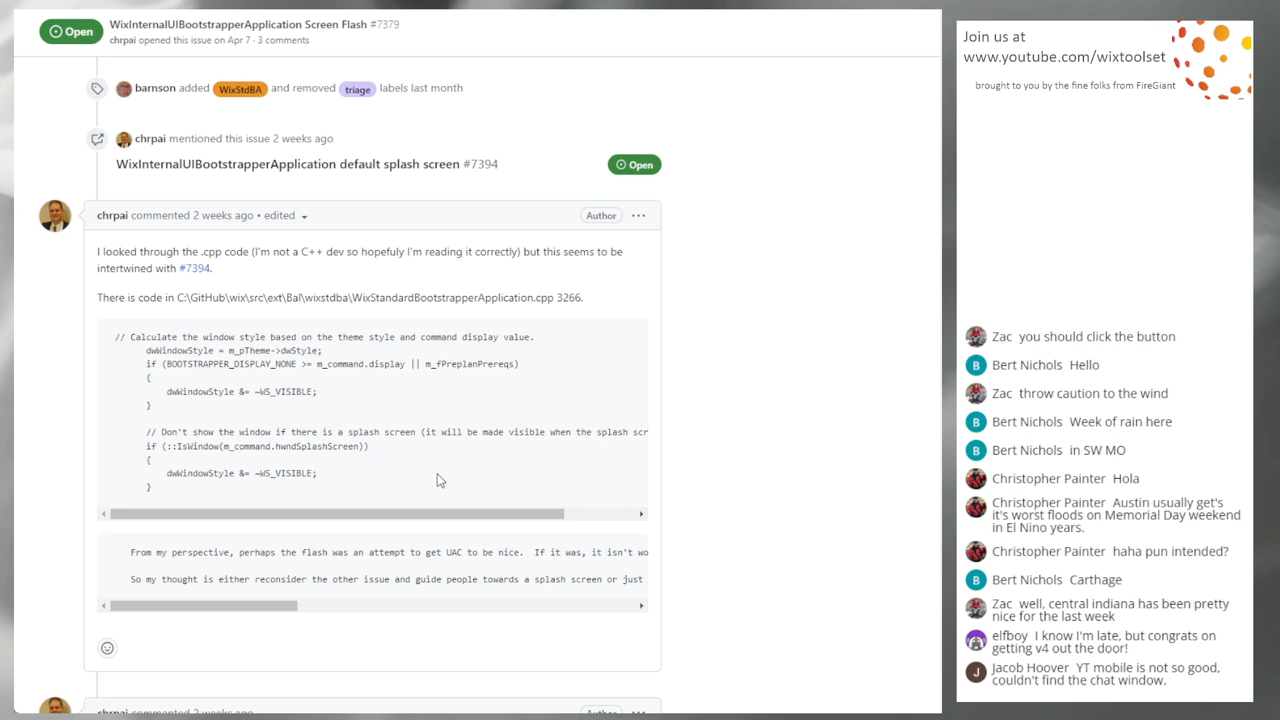 Open
WixInternalUIBootstrapperApplication Screen Flash #7379
chrpai opened this issue on Apr 7 · 3 comments
barnson added WixStdBA and removed triage labels last month
chrpai mentioned this issue 2 weeks ago
WixInternalUIBootstrapperApplication default splash screen #7394
Open
chrpai commented 2 weeks ago • edited
Author
I looked through the .cpp code (I'm not a C++ dev so hopefuly I'm reading it correctly) but this seems to be
intertwined with #7394.
There is code in C:\GitHub\wix\src\ext\Bal\wixstdba\WixStandardBootstrapperApplication.cpp 3266.
// Calculate the window style based on the theme style and command display value.
dwWindowStyle = m_pTheme->dwStyle;
if (BOOTSTRAPPER_DISPLAY_NONE >= m_command.display || m_fPreplanPrereqs)
{
dwWindowStyle &= ~WS_VISIBLE;
}
// Don't show the window if there is a splash screen (it will be made visible when the splash scr
if (::IsWindow(m_command.hwndSplashScreen))
{
dwWindowStyle &= ~WS_VISIBLE;
}
From my perspective, perhaps the flash was an attempt to get UAC to be nice. If it was, it isn't wo
So my thought is either reconsider the other issue and guide people towards a splash screen or just
chrpai commented 2 weeks ago
Author
Join us at
www.youtube.com/wixtoolset
brought to you by the fine folks from FireGiant
Zac you should click the button
B Bert Nichols Hello
Zac throw caution to the wind
B Bert Nichols Week of rain here
B Bert Nichols in SW MO
Christopher Painter Hola
Christopher Painter Austin usually get's
it's worst floods on Memorial Day weekend
in El Nino years.
Christopher Painter haha pun intended?
B Bert Nichols Carthage
Zac well, central indiana has been pretty
nice for the last week
elfboy I know I'm late, but congrats on
getting v4 out the door!
J Jacob Hoover YT mobile is not so good,
couldn't find the chat window.